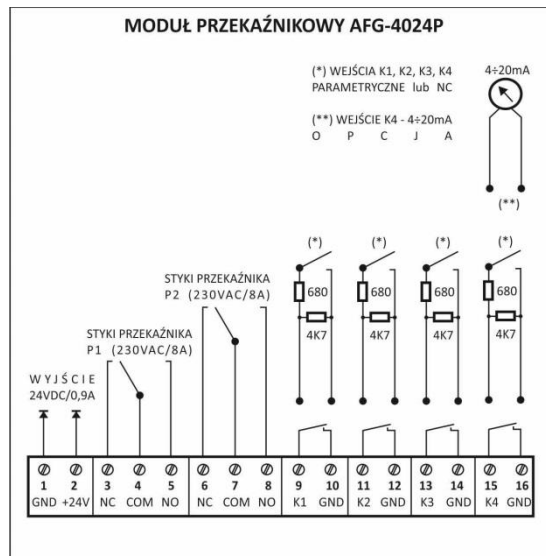 MODUŁ PRZEKAŹNIKOWY AFG-4024P
(*) WEJŚCIA K1, K2, K3, K4
PARAMETRYCZNE lub NC
4÷20mA
(**) WEJŚCIE K4 - 4÷20mA
O P C J A
(**)
(*) (*) (*) (*)
STYKI PRZEKAŹNIKA
P2 (230VAC/8A)
680 680 680 680
STYKI PRZEKAŹNIKA
P1 (230VAC/8A)
4K7 4K7 4K7 4K7
WYJŚCIE
24VDC/0,9A
1 2 3 4 5 6 7 8 9 10 11 12 13 14 15 16
GND +24V NC COM NO NC COM NO K1 GND K2 GND K3 GND K4 GND